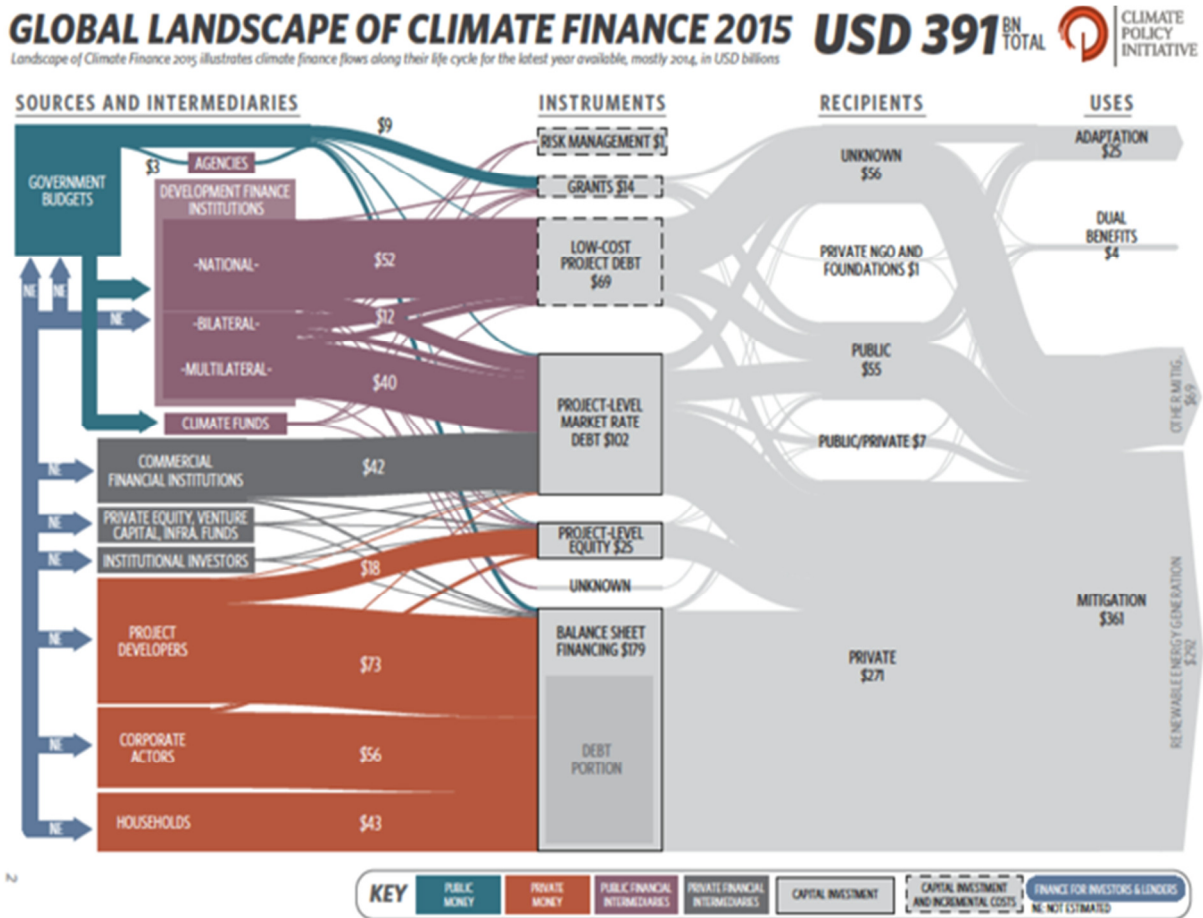 GLOBAL LANDSCAPE OF CLIMATE FINANCE 2015 USD 391 BN TOTAL
CLIMATE
POLICY
INITIATIVE
Landscape of Climate Finance 2015 illustrates climate finance flows along their life cycle for the latest year available, mostly 2014, in USD billions
SOURCES AND INTERMEDIARIES
INSTRUMENTS
RECIPIENTS
USES
GOVERNMENT
BUDGETS
$3
$9
AGENCIES
DEVELOPMENT FINANCE
INSTITUTIONS
-NATIONAL-
$52
-BILATERAL-
$12
-MULTILATERAL-
$40
CLIMATE FUNDS
COMMERCIAL
FINANCIAL INSTITUTIONS
$42
PRIVATE EQUITY, VENTURE
CAPITAL, INFRA. FUNDS
INSTITUTIONAL INVESTORS
$18
PROJECT
DEVELOPERS
$73
CORPORATE
ACTORS
$56
HOUSEHOLDS
$43
NE
NE
NE
NE
NE
NE
NE
NE
NE
RISK MANAGEMENT $1
GRANTS $14
LOW-COST
PROJECT DEBT
$69
PROJECT-LEVEL
MARKET RATE
DEBT $102
PROJECT-LEVEL
EQUITY $25
UNKNOWN
BALANCE SHEET
FINANCING $179
DEBT
PORTION
UNKNOWN
$56
PRIVATE NGO AND
FOUNDATIONS $1
PUBLIC
$55
PUBLIC/PRIVATE $7
PRIVATE
$271
ADAPTATION
$25
DUAL
BENEFITS
$4
OTHER MITIG.
$69
MITIGATION
$361
RENEWABLE ENERGY GENERATION
$292
2
KEY
PUBLIC
MONEY
PRIVATE
MONEY
PUBLIC FINANCIAL
INTERMEDIARIES
PRIVATE FINANCIAL
INTERMEDIARIES
CAPITAL INVESTMENT
CAPITAL INVESTMENT
AND INCREMENTAL COSTS
FINANCE FOR INVESTORS & LENDERS
NE: NOT ESTIMATED